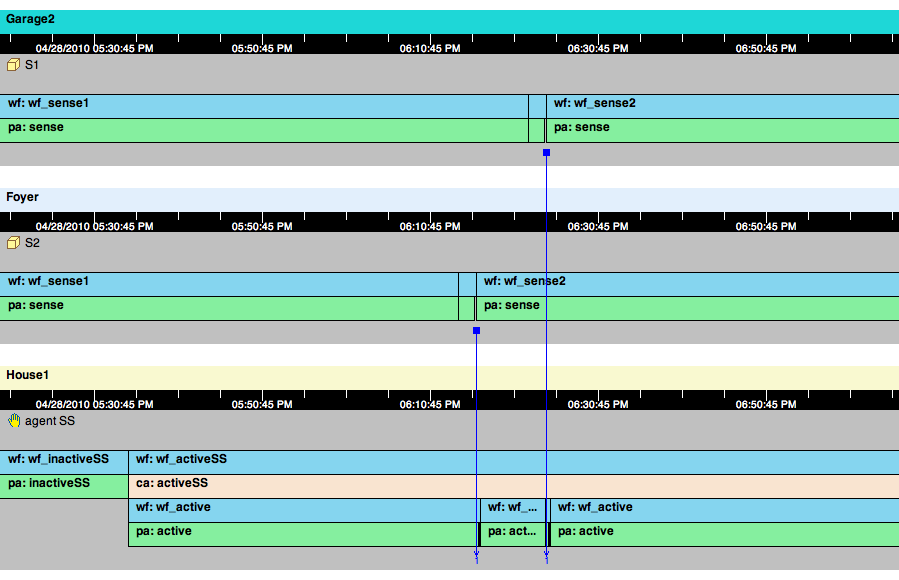 Garage2
04/28/2010 05:30:45 PM 05:50:45 PM 06:10:45 PM 06:30:45 PM 06:50:45 PM
S1
wf: wf_sense1 wf: wf_sense2
pa: sense pa: sense
Foyer
04/28/2010 05:30:45 PM 05:50:45 PM 06:10:45 PM 06:30:45 PM 06:50:45 PM
S2
wf: wf_sense1 wf: wf_sense2
pa: sense pa: sense
House1
04/28/2010 05:30:45 PM 05:50:45 PM 06:10:45 PM 06:30:45 PM 06:50:45 PM
agent SS
wf: wf_inactiveSS wf: wf_activeSS
pa: inactiveSS ca: activeSS
wf: wf_active wf: wf_... wf: wf_active
pa: active pa: act... pa: active